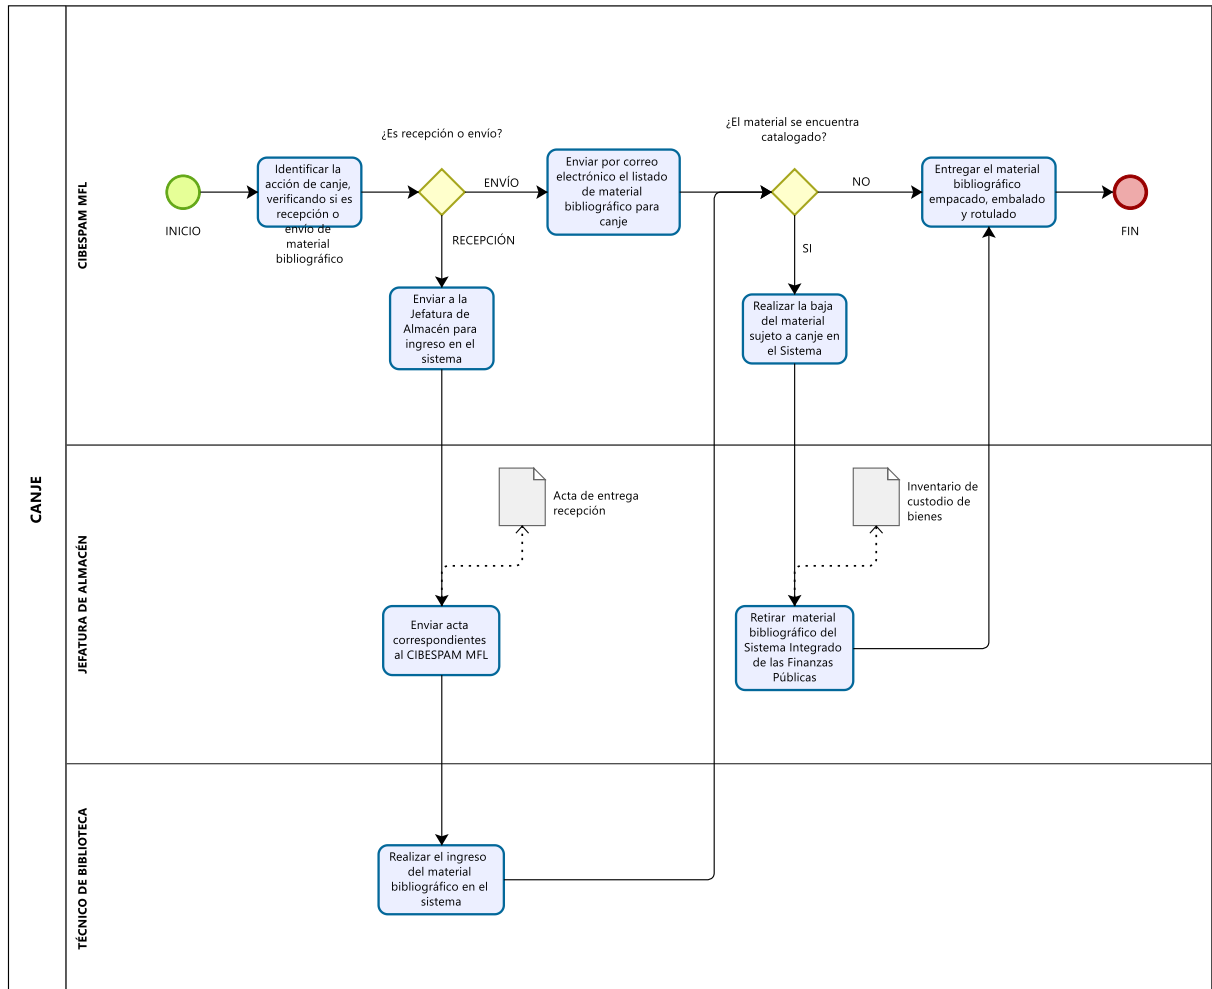 CANJE
CIBESPAM MFL
INICIO
Identificar la
acción de canje,
verificando si es
recepción o
envío de
material
bibliográfico
¿Es recepción o envío?
ENVÍO
RECEPCIÓN
Enviar por correo
electrónico el listado
de material
bibliográfico para
canje
¿El material se encuentra
catalogado?
NO
SI
Entregar el material
bibliográfico
empacado, embalado
y rotulado
FIN
Enviar a la
Jefatura de
Almacén para
ingreso en el
sistema
Realizar la baja
del material
sujeto a canje en
el Sistema
JEFATURA DE ALMACÉN
Acta de entrega
recepción
Inventario de
custodio de
bienes
Enviar acta
correspondientes
al CIBESPAM MFL
Retirar  material
bibliográfico del
Sistema Integrado
de las Finanzas
Públicas
TÉCNICO DE BIBLIOTECA
Realizar el ingreso
del material
bibliográfico en el
sistema